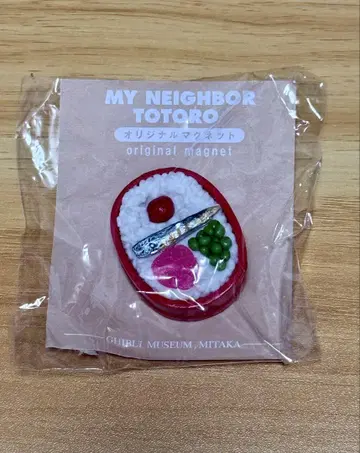 MY NEIGHBOR
TOTORO
オリジナルマグネット
original magnet
GHIBLI MUSEUM, MITAKA